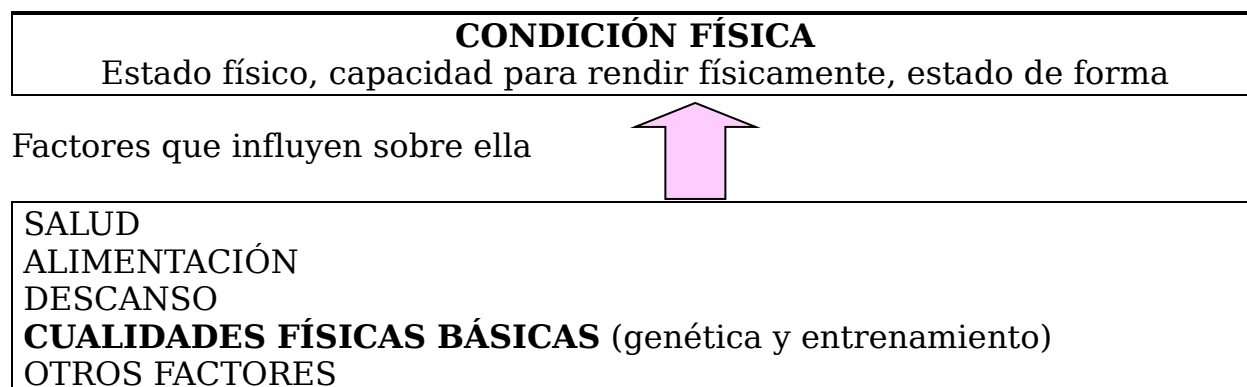 CONDICIÓN FÍSICA
Estado físico, capacidad para rendir físicamente, estado de forma
Factores que influyen sobre ella
SALUD
ALIMENTACIÓN
DESCANSO
CUALIDADES FÍSICAS BÁSICAS (genética y entrenamiento)
OTROS FACTORES